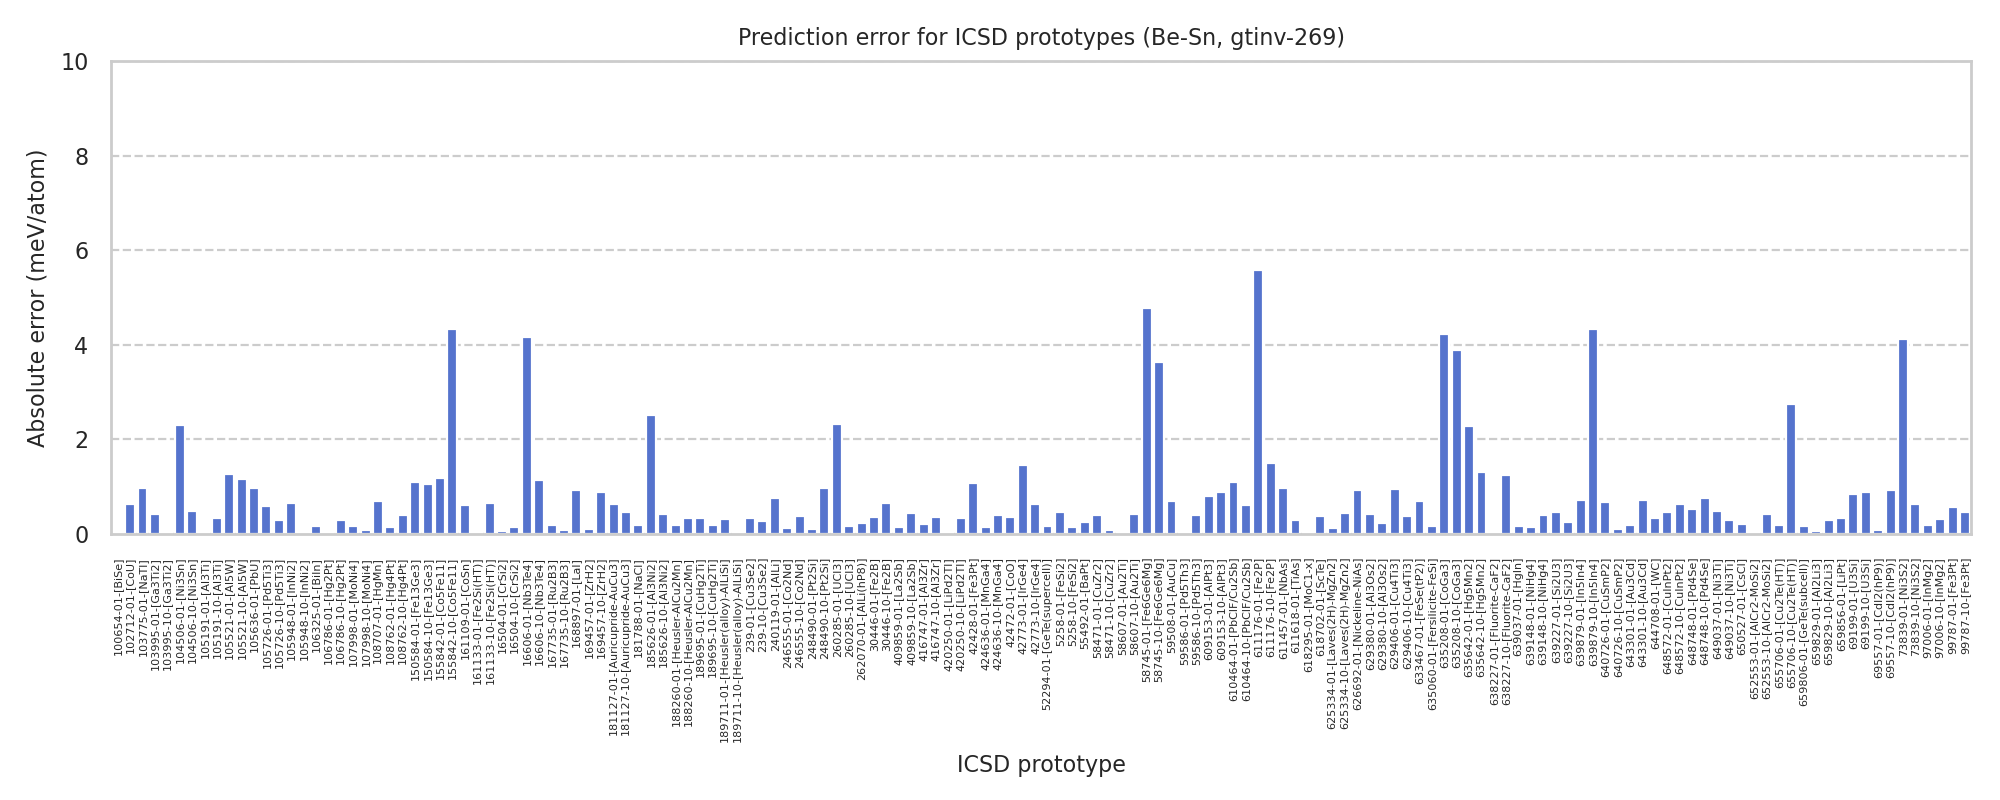 Prediction error for ICSD prototypes (Be-Sn, gtinv-269)
Absolute error (meV/atom)
10
8
6
4
2
0
100654-01-[BiSe]
102712-01-[CoU]
103775-01-[NaTl]
103995-01-[Ga3Ti2]
103995-10-[Ga3Ti2]
104506-01-[Ni3Sn]
104506-10-[Ni3Sn]
105191-01-[Al3Ti]
105191-10-[Al3Ti]
105521-01-[Al5W]
105521-10-[Al5W]
105636-01-[PbU]
105726-01-[Pd5Ti3]
105726-10-[Pd5Ti3]
105948-01-[InNi2]
105948-10-[InNi2]
106325-01-[BiIn]
106786-01-[Hg2Pt]
106786-10-[Hg2Pt]
107998-01-[MoNi4]
107998-10-[MoNi4]
108707-01-[HgMn]
108762-01-[Hg4Pt]
108762-10-[Hg4Pt]
150584-01-[Fe13Ge3]
150584-10-[Fe13Ge3]
155842-01-[Co5Fe11]
155842-10-[Co5Fe11]
161109-01-[CoSn]
161133-01-[Fe2Si(HT)]
161133-10-[Fe2Si(HT)]
16504-01-[CrSi2]
16504-10-[CrSi2]
16606-01-[Nb3Te4]
16606-10-[Nb3Te4]
167735-01-[Ru2B3]
167735-10-[Ru2B3]
168897-01-[LaI]
169457-01-[ZrH2]
169457-10-[ZrH2]
181127-01-[Auricupride-AuCu3]
181127-10-[Auricupride-AuCu3]
181788-01-[NaCl]
185626-01-[Al3Ni2]
185626-10-[Al3Ni2]
188260-01-[Heusler-AlCu2Mn]
188260-10-[Heusler-AlCu2Mn]
189695-01-[CuHg2Ti]
189695-10-[CuHg2Ti]
189711-01-[Heusler(alloy)-AlLiSi]
189711-10-[Heusler(alloy)-AlLiSi]
239-01-[Cu3Se2]
239-10-[Cu3Se2]
240119-01-[AlLi]
246555-01-[Co2Nd]
246555-10-[Co2Nd]
248490-01-[Pt2Si]
248490-10-[Pt2Si]
260285-01-[UCl3]
260285-10-[UCl3]
262070-01-[AlLi(hP8)]
30446-01-[Fe2B]
30446-10-[Fe2B]
409859-01-[La2Sb]
409859-10-[La2Sb]
416747-01-[Al3Zr]
416747-10-[Al3Zr]
420250-01-[LiPd2Tl]
420250-10-[LiPd2Tl]
42428-01-[Fe3Pt]
424636-01-[MnGa4]
424636-10-[MnGa4]
42472-01-[CoO]
42773-01-[IrGe4]
42773-10-[IrGe4]
52294-01-[GeTe(supercell)]
5258-01-[FeSi2]
5258-10-[FeSi2]
55492-01-[BaPt]
58471-01-[CuZr2]
58471-10-[CuZr2]
58607-01-[Au2Ti]
58607-10-[Au2Ti]
58745-01-[Fe6Ge6Mg]
58745-10-[Fe6Ge6Mg]
59508-01-[AuCu]
59586-01-[Pd5Th3]
59586-10-[Pd5Th3]
609153-01-[AlPt3]
609153-10-[AlPt3]
610464-01-[PbClF/Cu2Sb]
610464-10-[PbClF/Cu2Sb]
611176-01-[Fe2P]
611176-10-[Fe2P]
611457-01-[NbAs]
611618-01-[TiAs]
618295-01-[MoC1-x]
618702-01-[ScTe]
625334-01-[Laves(2H)-MgZn2]
625334-10-[Laves(2H)-MgZn2]
626692-01-[Nickeline-NiAs]
629380-01-[Al3Os2]
629380-10-[Al3Os2]
629406-01-[Cu4Ti3]
629406-10-[Cu4Ti3]
633467-01-[FeSe(tP2)]
635060-01-[Fersilicite-FeSi]
635208-01-[CoGa3]
635208-10-[CoGa3]
635642-01-[Hg5Mn2]
635642-10-[Hg5Mn2]
638227-01-[Fluorite-CaF2]
638227-10-[Fluorite-CaF2]
639037-01-[HgIn]
639148-01-[NiHg4]
639148-10-[NiHg4]
639227-01-[Si2U3]
639227-10-[Si2U3]
639879-01-[In5In4]
639879-10-[In5In4]
640726-01-[CuSmP2]
640726-10-[CuSmP2]
643301-01-[Au3Cd]
643301-10-[Au3Cd]
644708-01-[WC]
648572-01-[CuInPt2]
648572-10-[CuInPt2]
648748-01-[Pd4Se]
648748-10-[Pd4Se]
649037-01-[Ni3Ti]
649037-10-[Ni3Ti]
650527-01-[CsCl]
652553-01-[AlCr2-MoSi2]
652553-10-[AlCr2-MoSi2]
655706-01-[Cu2Te(HT)]
655706-10-[Cu2Te(HT)]
659806-01-[GeTe(subcell)]
659829-01-[Al2Li3]
659829-10-[Al2Li3]
659856-01-[LiPt]
69199-01-[U3Si]
69199-10-[U3Si]
69557-01-[CdI2(hP9)]
69557-10-[CdI2(hP9)]
73839-01-[Ni3S2]
73839-10-[Ni3S2]
97006-01-[InMg2]
97006-10-[InMg2]
99787-01-[Fe3Pt]
99787-10-[Fe3Pt]
ICSD prototype